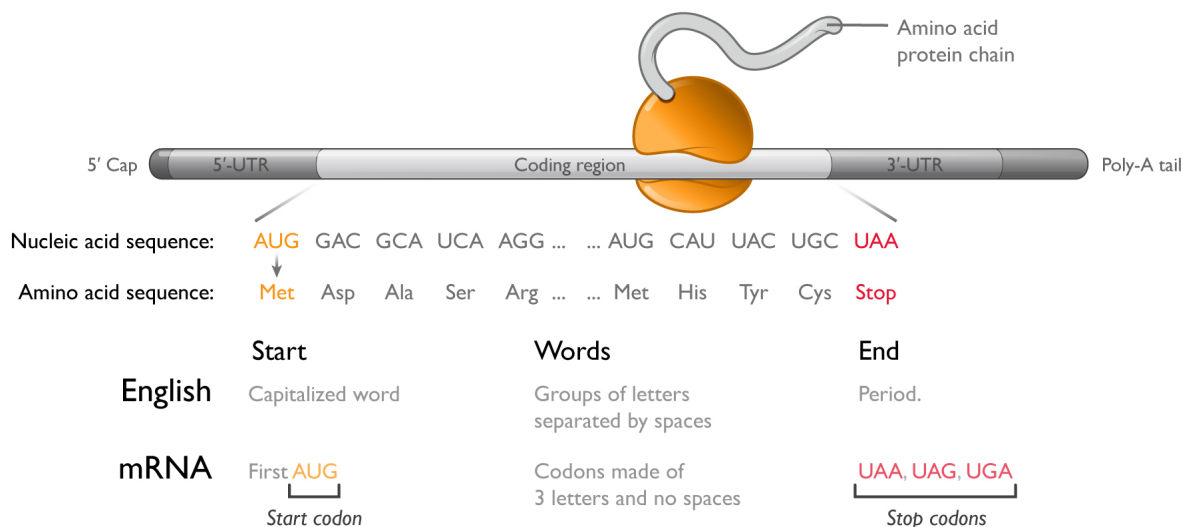 Amino acid
protein chain
5′ Cap 5′-UTR Coding region 3′-UTR Poly-A tail
Nucleic acid sequence: AUG GAC GCA UCA AGG ... ... AUG CAU UAC UGC UAA
Amino acid sequence: Met Asp Ala Ser Arg ... ... Met His Tyr Cys Stop
Start Words End
English Capitalized word Groups of letters Period.
separated by spaces
mRNA First AUG Codons made of UAA, UAG, UGA
3 letters and no spaces
Start codon Stop codons